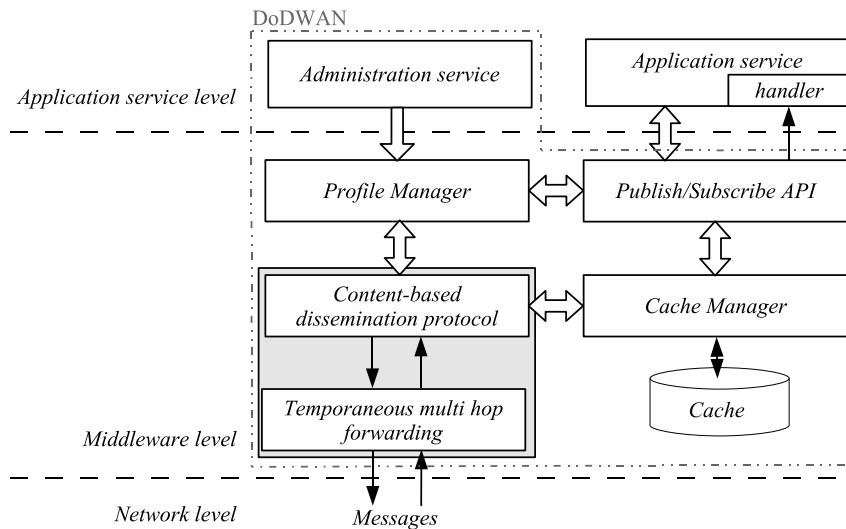 DoDWAN
Administration service
Application service
handler
Application service level
Profile Manager
Publish/Subscribe API
Content-based
dissemination protocol
Cache Manager
Temporaneous multi hop
forwarding
Cache
Middleware level
Network level
Messages